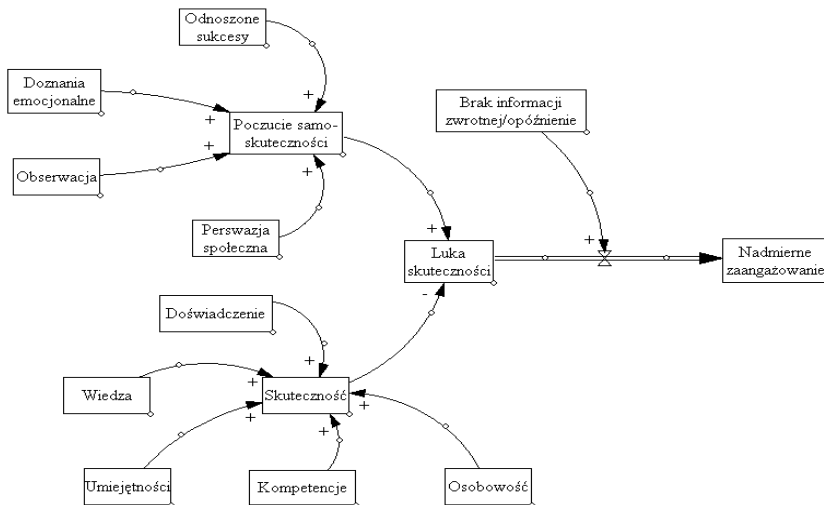 Odnoszone
sukcesy
Doznania
emocjonalne
+
+
Poczucie samo-
skuteczności
+
Brak informacji
zwrotnej/opóźnienie
Obserwacja
+
Perswazja
społeczna
+
+
Luka
skuteczności
Nadmierne
zaangażowanie
-
Doświadczenie
+
Wiedza
+
Skuteczność
+
+
+
Umiejętności
Kompetencje
Osobowość